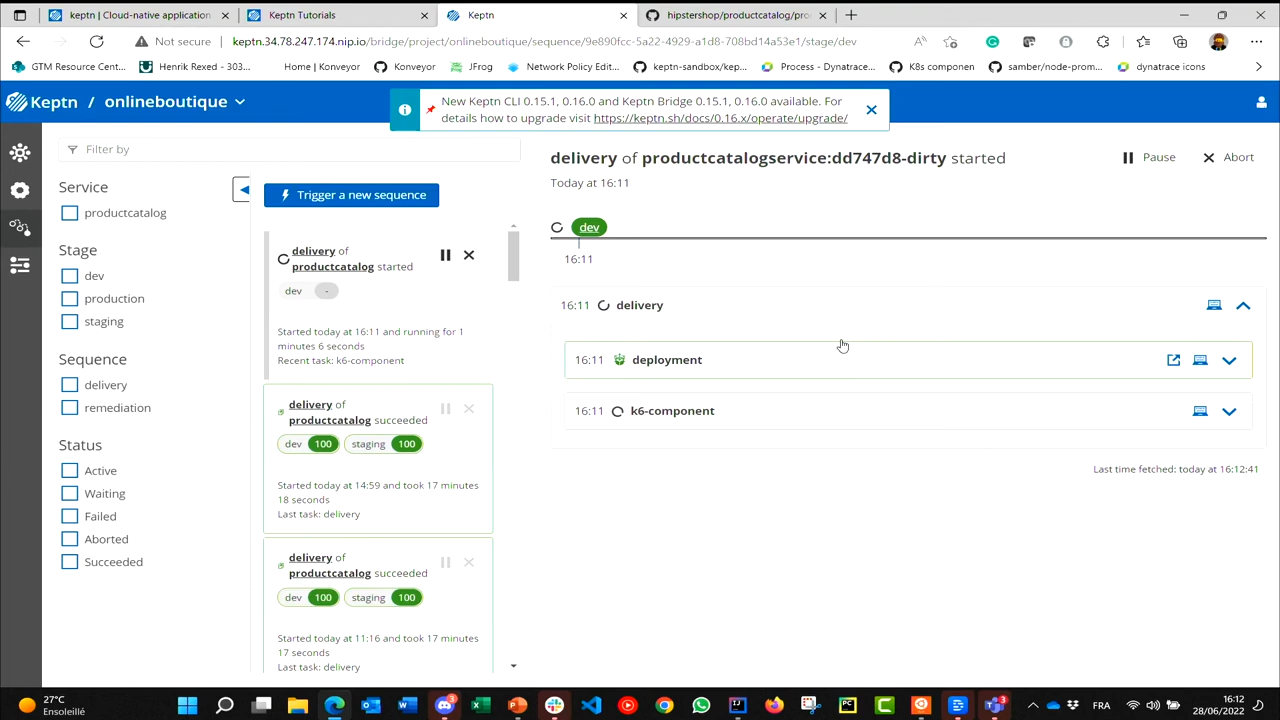 keptn | Cloud-native application
Keptn Tutorials
Keptn
hipstershop/productcatalog/pro
Not secure
keptn.34.78.247.174.nip.io/bridge/project/onlineboutique/sequence/9e890fcc-5a22-4929-a1d8-708bd14a53e1/stage/dev
GTM Resource Cent...
Henrik Rexed - 303...
Home | Konveyor
Konveyor
JFrog
Network Policy Edit...
keptn-sandbox/kep...
Process - Dynatrace...
K8s componen
samber/node-prom...
dynatrace icons
Keptn / onlineboutique
New Keptn CLI 0.15.1, 0.16.0 and Keptn Bridge 0.15.1, 0.16.0 available. For
details how to upgrade visit https://keptn.sh/docs/0.16.x/operate/upgrade/
Filter by
Service
productcatalog
Stage
dev
production
staging
Sequence
delivery
remediation
Status
Active
Waiting
Failed
Aborted
Succeeded
Trigger a new sequence
delivery of
productcatalog started
dev -
Started today at 16:11 and running for 1
minutes 6 seconds
Recent task: k6-component
delivery of
productcatalog succeeded
dev 100 staging 100
Started today at 14:59 and took 17 minutes
18 seconds
Last task: delivery
delivery of
productcatalog succeeded
dev 100 staging 100
Started today at 11:16 and took 17 minutes
17 seconds
Last task: delivery
delivery of productcatalogservice:dd747d8-dirty started
Pause
Abort
Today at 16:11
dev
16:11
16:11 delivery
16:11 deployment
16:11 k6-component
Last time fetched: today at 16:12:41
27°C
Ensoleillé
3
3
FRA
16:12
28/06/2022